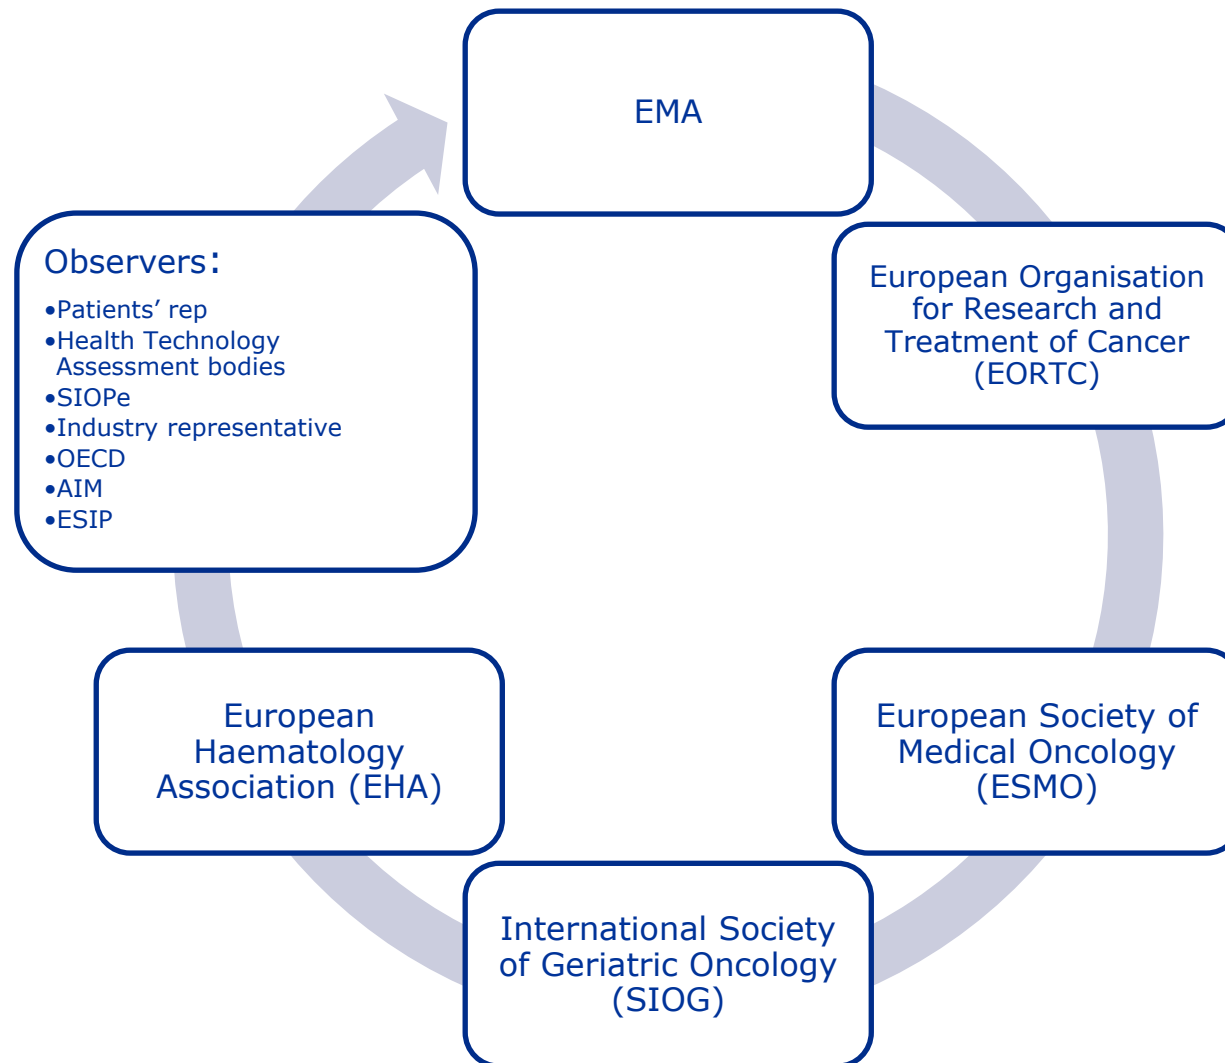 EMA
European Organisation
for Research and
Treatment of Cancer
(EORTC)
European Society of
Medical Oncology
(ESMO)
International Society
of Geriatric Oncology
(SIOG)
European
Haematology
Association (EHA)
Observers:
•Patients’ rep
•Health Technology
Assessment bodies
•SIOPe
•Industry representative
•OECD
•AIM
•ESIP